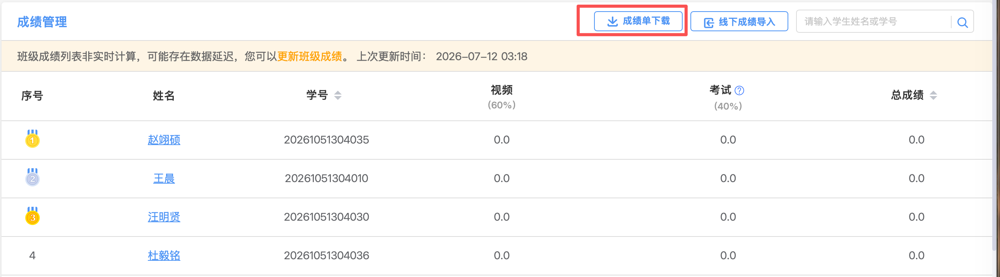 成绩管理
成绩单下载
线下成绩导入
请输入学生姓名或学号
班级成绩列表非实时计算，可能存在数据延迟，您可以更新班级成绩。 上次更新时间： 2026-07-12 03:18
序号 姓名 学号 视频 (60%) 考试 ? (40%) 总成绩
1 赵翊硕 20261051304035 0.0 0.0 0.0
2 王晨 20261051304010 0.0 0.0 0.0
3 汪明贤 20261051304030 0.0 0.0 0.0
4 杜毅铭 20261051304036 0.0 0.0 0.0